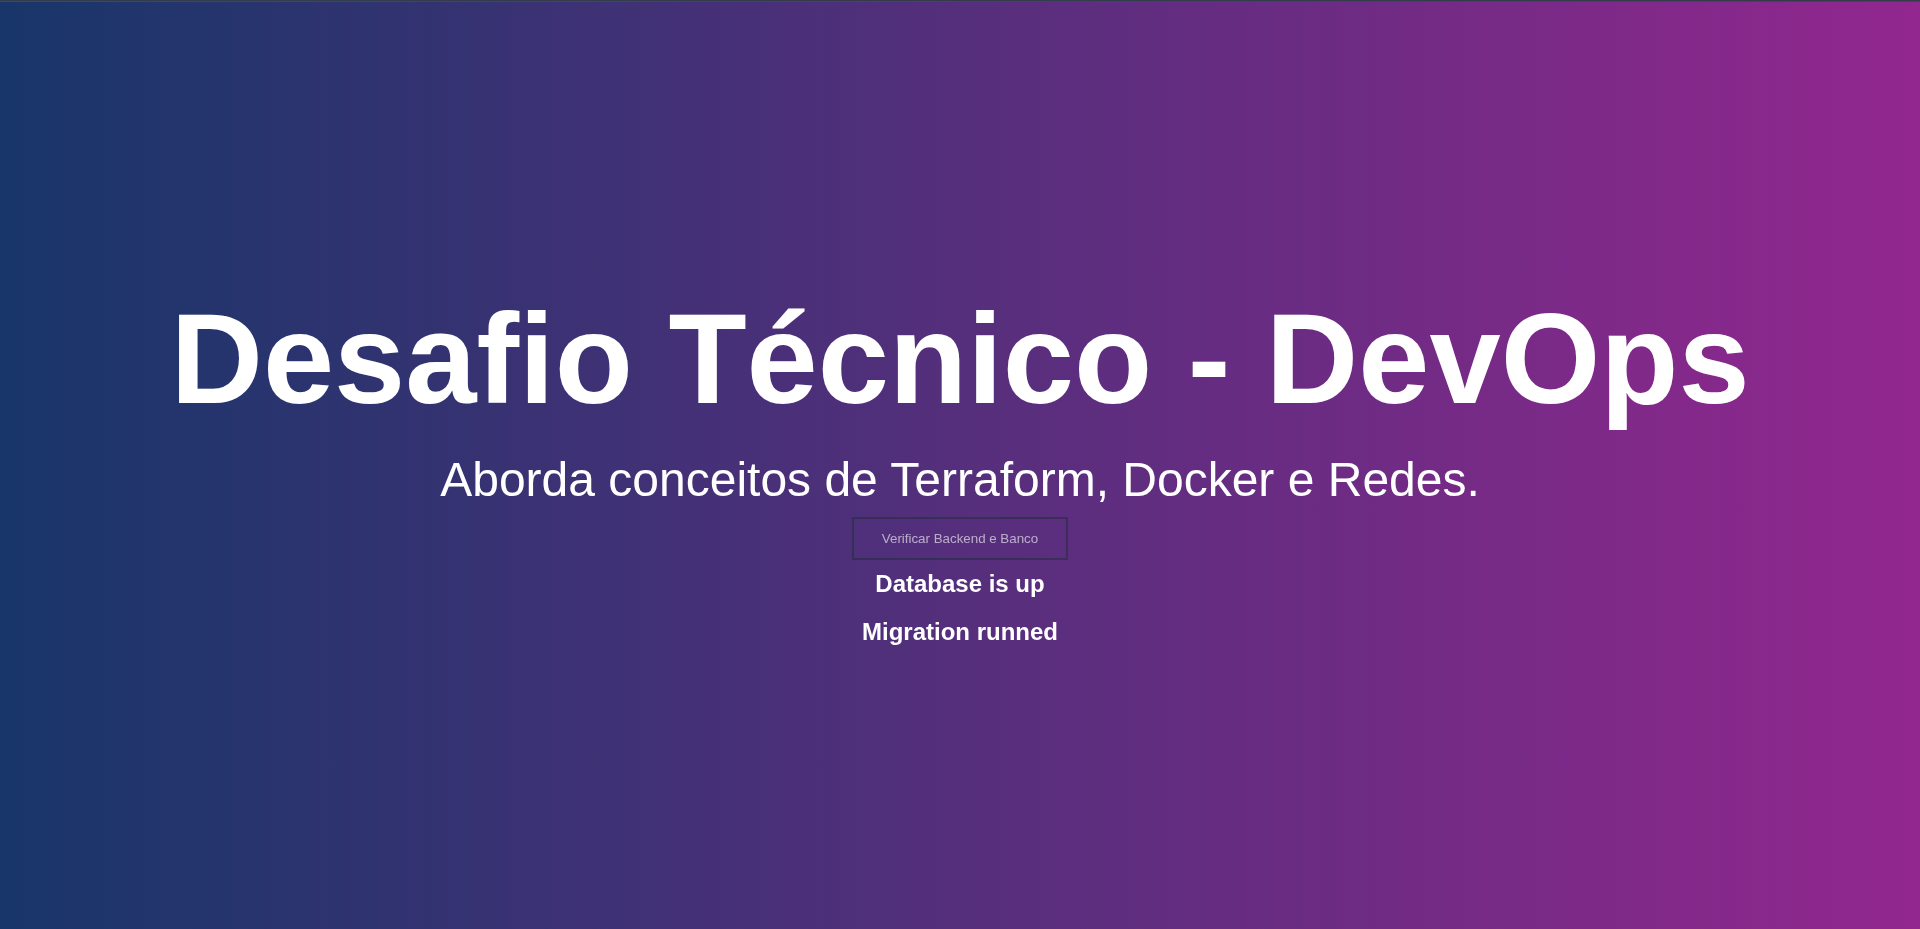 Desafio Técnico - DevOps
Aborda conceitos de Terraform, Docker e Redes.
Verificar Backend e Banco
Database is up
Migration runned